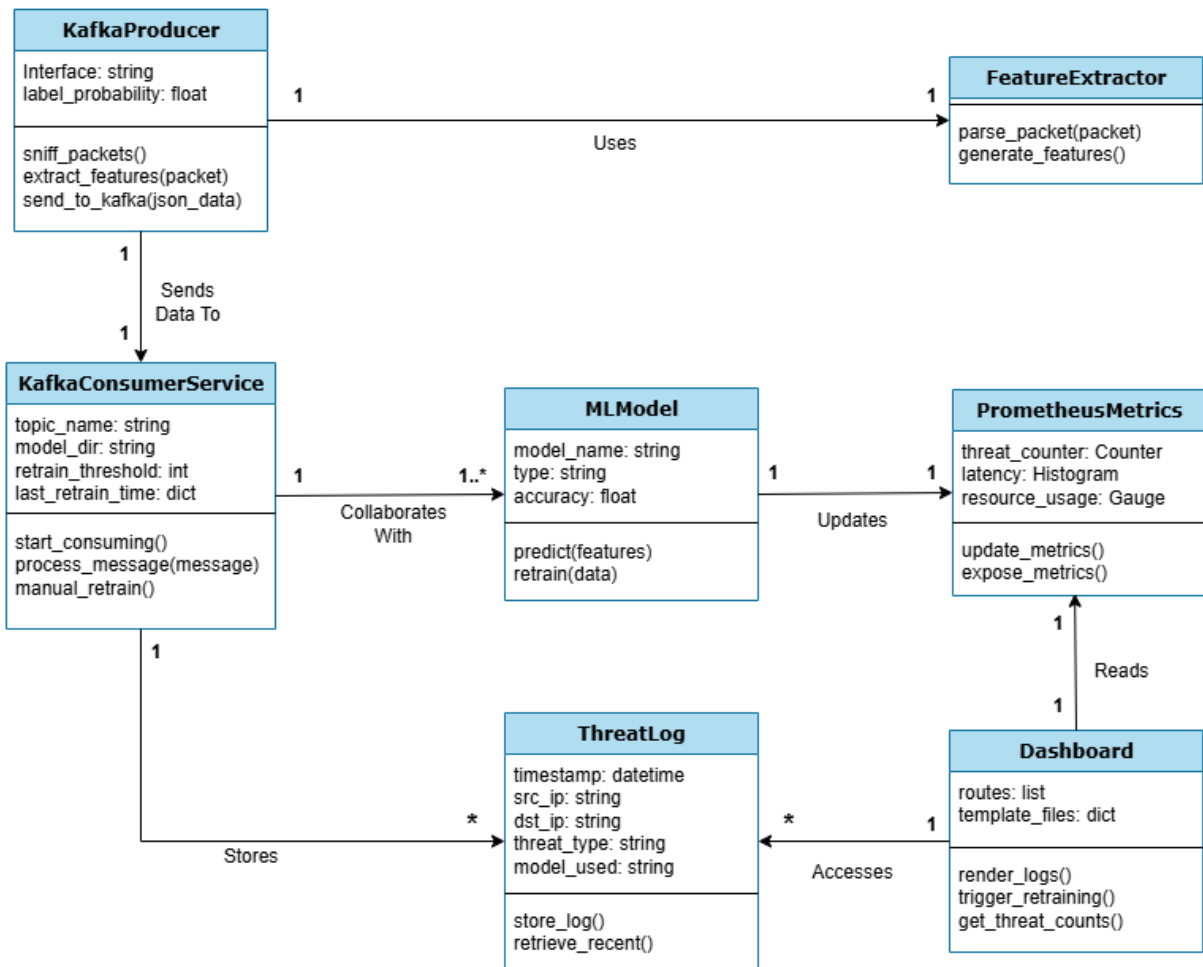 KafkaProducer
Interface: string
label_probability: float
sniff_packets()
extract_features(packet)
send_to_kafka(json_data)
1
1
Uses
FeatureExtractor
parse_packet(packet)
generate_features()
1
Sends
Data To
1
KafkaConsumerService
topic_name: string
model_dir: string
retrain_threshold: int
last_retrain_time: dict
start_consuming()
process_message(message)
manual_retrain()
1
1..*
Collaborates
With
MLModel
model_name: string
type: string
accuracy: float
predict(features)
retrain(data)
1
1
Updates
PrometheusMetrics
threat_counter: Counter
latency: Histogram
resource_usage: Gauge
update_metrics()
expose_metrics()
1
Reads
1
1
*
Stores
ThreatLog
timestamp: datetime
src_ip: string
dst_ip: string
threat_type: string
model_used: string
store_log()
retrieve_recent()
*
1
Accesses
Dashboard
routes: list
template_files: dict
render_logs()
trigger_retraining()
get_threat_counts()